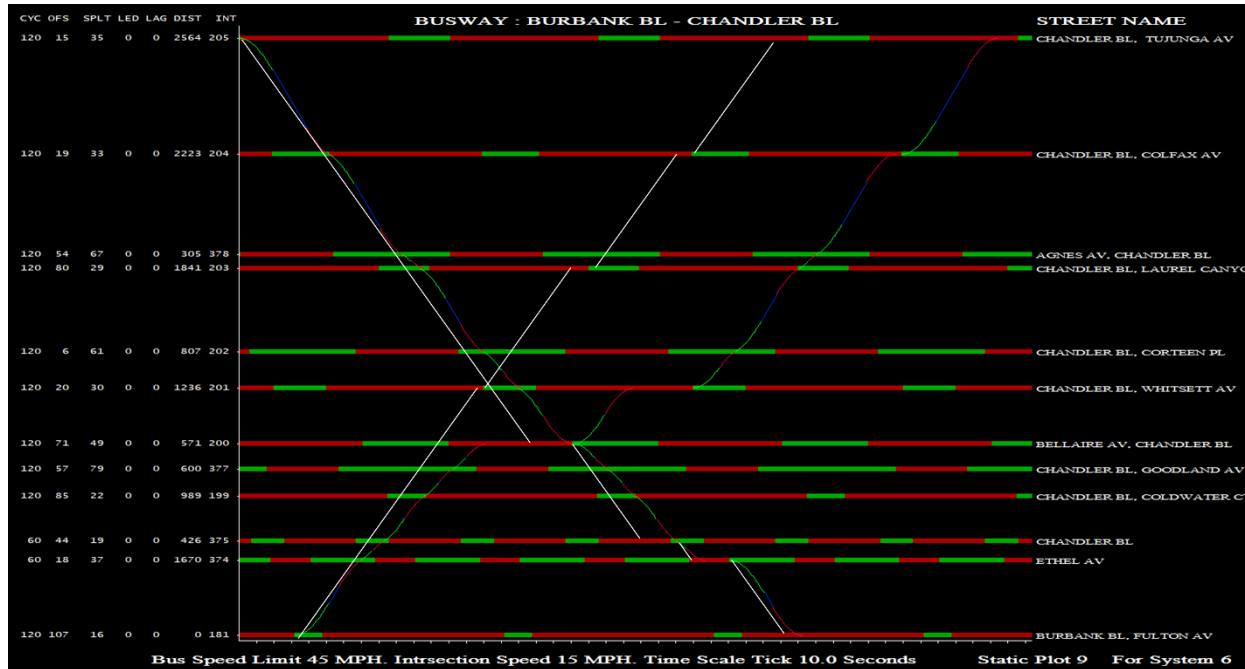 CYC OFS SPLT LED LAG DIST INT BUSWAY : BURBANK BL - CHANDLER BL STREET NAME
120 15 35 0 0 2564 205 CHANDLER BL, TUJUNGA AV
120 19 33 0 0 2223 204 CHANDLER BL, COLFAX AV
120 54 67 0 0 305 378 AGNES AV, CHANDLER BL
120 80 29 0 0 1841 203 CHANDLER BL, LAUREL CANYO
120 6 61 0 0 807 202 CHANDLER BL, CORTEEN PL
120 20 30 0 0 1236 201 CHANDLER BL, WHITSETT AV
120 71 49 0 0 571 200 BELLAIRE AV, CHANDLER BL
120 57 79 0 0 600 377 CHANDLER BL, GOODLAND AV
120 85 22 0 0 989 199 CHANDLER BL, COLDWATER C
60 44 19 0 0 426 375 CHANDLER BL
60 18 37 0 0 1670 374 ETHEL AV
120 107 16 0 0 0 181 BURBANK BL, FULTON AV
Bus Speed Limit 45 MPH. Intrsection Speed 15 MPH. Time Scale Tick 10.0 Seconds Static Plot 9 For System 6